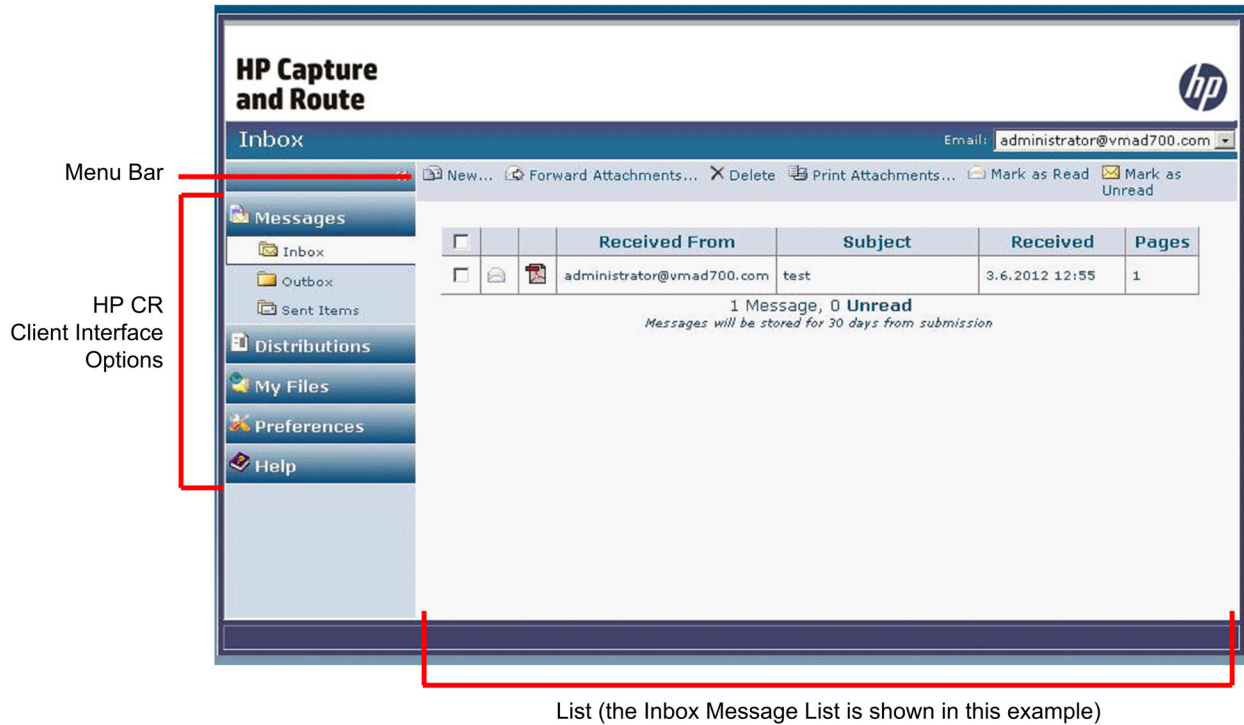 HP Capture
and Route
hp
Inbox
Email: administrator@vmad700.com
Menu Bar
New... Forward Attachments... Delete Print Attachments... Mark as Read Mark as
Unread
Messages
Inbox
Outbox
Sent Items
Distributions
My Files
Preferences
Help
HP CR
Client Interface
Options
Received From Subject Received Pages
administrator@vmad700.com test 3.6.2012 12:55 1
1 Message, 0 Unread
Messages will be stored for 30 days from submission
List (the Inbox Message List is shown in this example)